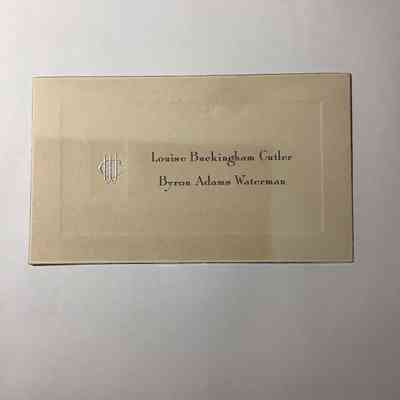 Louise Buckingham Cutler
Byron Adams Waterman